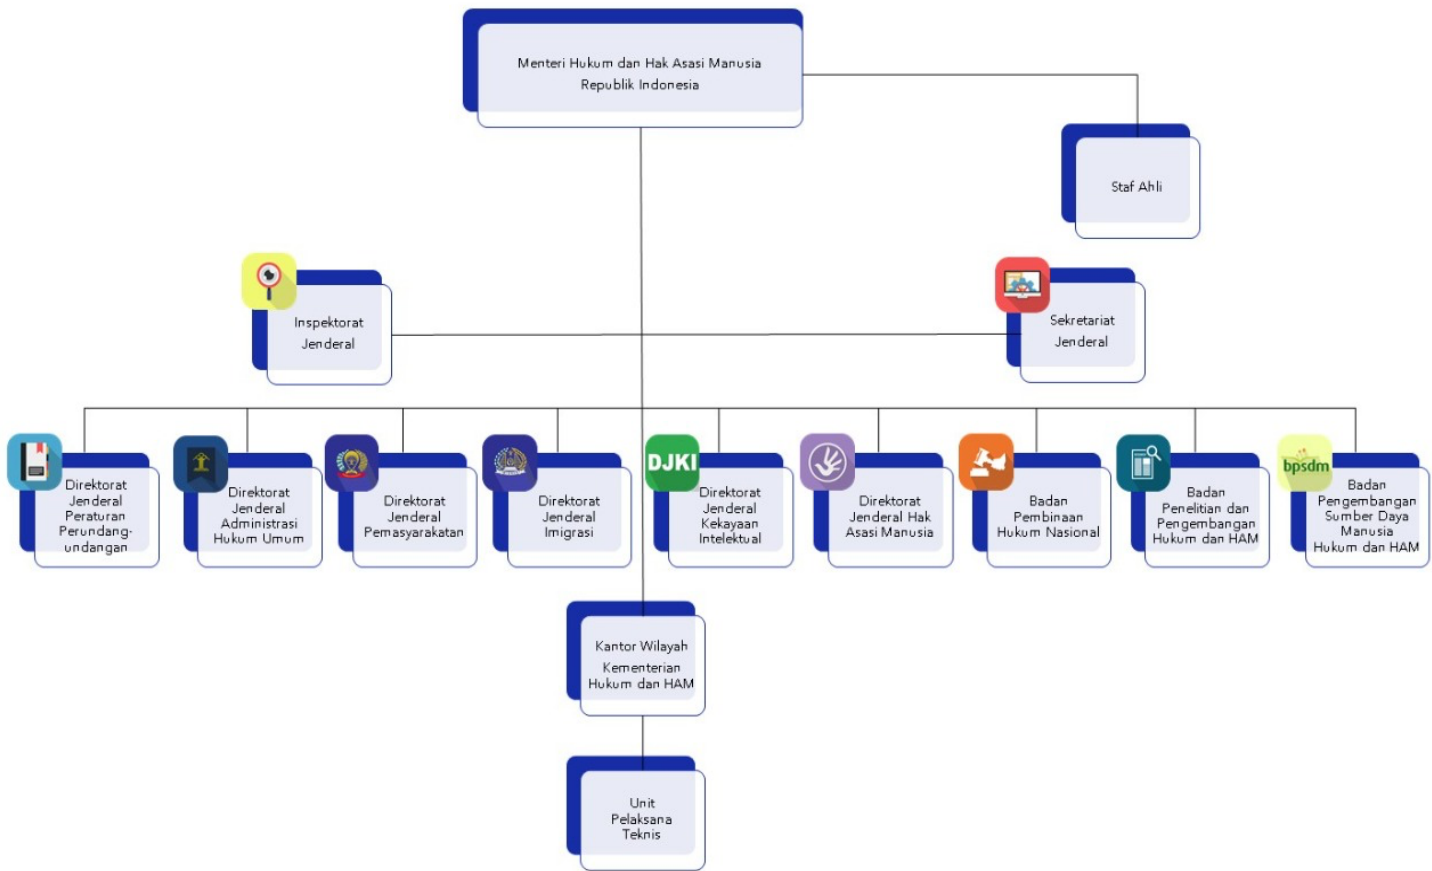 Menteri Hukum dan Hak Asasi Manusia
Republik Indonesia
Staf Ahli
Inspektorat
Jenderal
Sekretariat
Jenderal
Direktorat
Jenderal
Peraturan
Perundang-
undangan
Direktorat
Jenderal
Administrasi
Hukum Umum
Direktorat
Jenderal
Pemasyarakatan
Direktorat
Jenderal
Imigrasi
DJKI
Direktorat
Jenderal
Kekayaan
Intelektual
Direktorat
Jenderal Hak
Asasi Manusia
Badan
Pembinaan
Hukum Nasional
Badan
Penelitian dan
Pengembangan
Hukum dan HAM
bpsdm
Badan
Pengembangan
Sumber Daya
Manusia
Hukum dan HAM
Kantor Wilayah
Kementerian
Hukum dan HAM
Unit
Pelaksana
Teknis